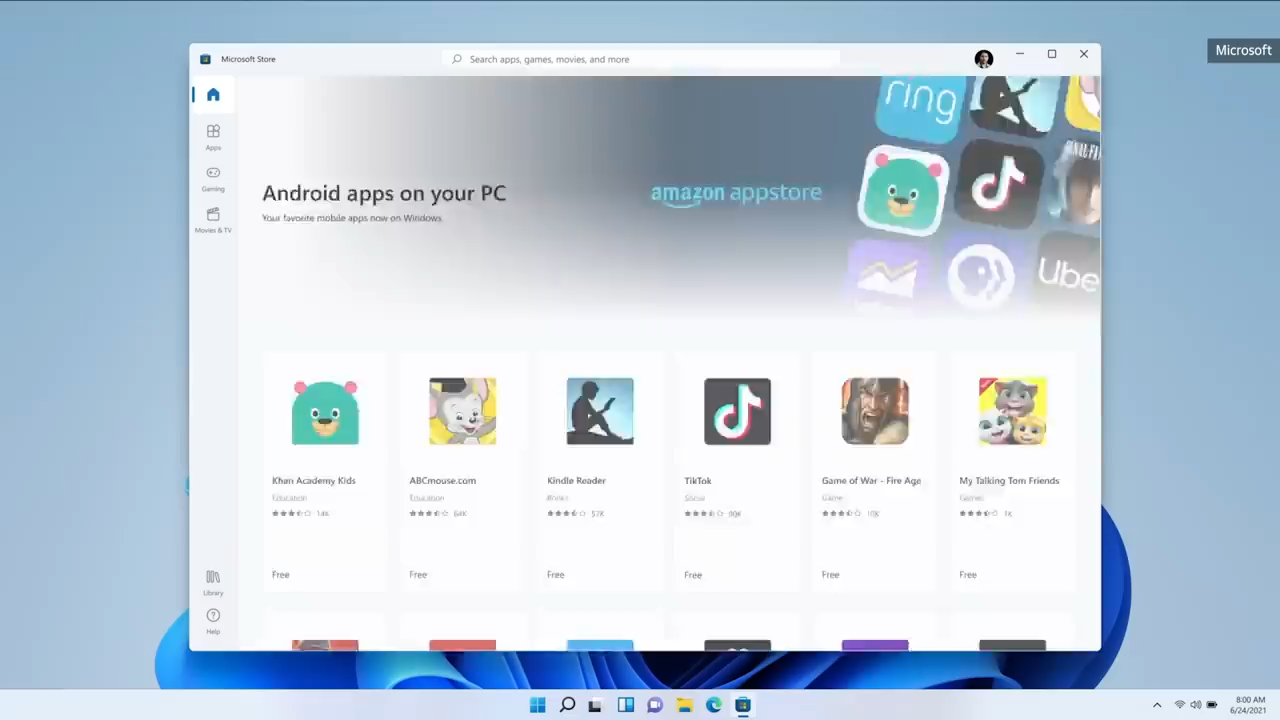 Microsoft
Microsoft Store
Search apps, games, movies, and more
Apps
Gaming
Movies & TV
Library
Help
Android apps on your PC
Your favorite mobile apps now on Windows.
amazon appstore
ring
Uber
Khan Academy Kids
Education
14K
Free
ABCmouse.com
Education
64K
Free
Kindle Reader
Books
57K
Free
TikTok
Social
90K
Free
Game of War - Fire Age
Game
10K
Free
My Talking Tom Friends
Games
1K
Free
8:00 AM
6/24/2021